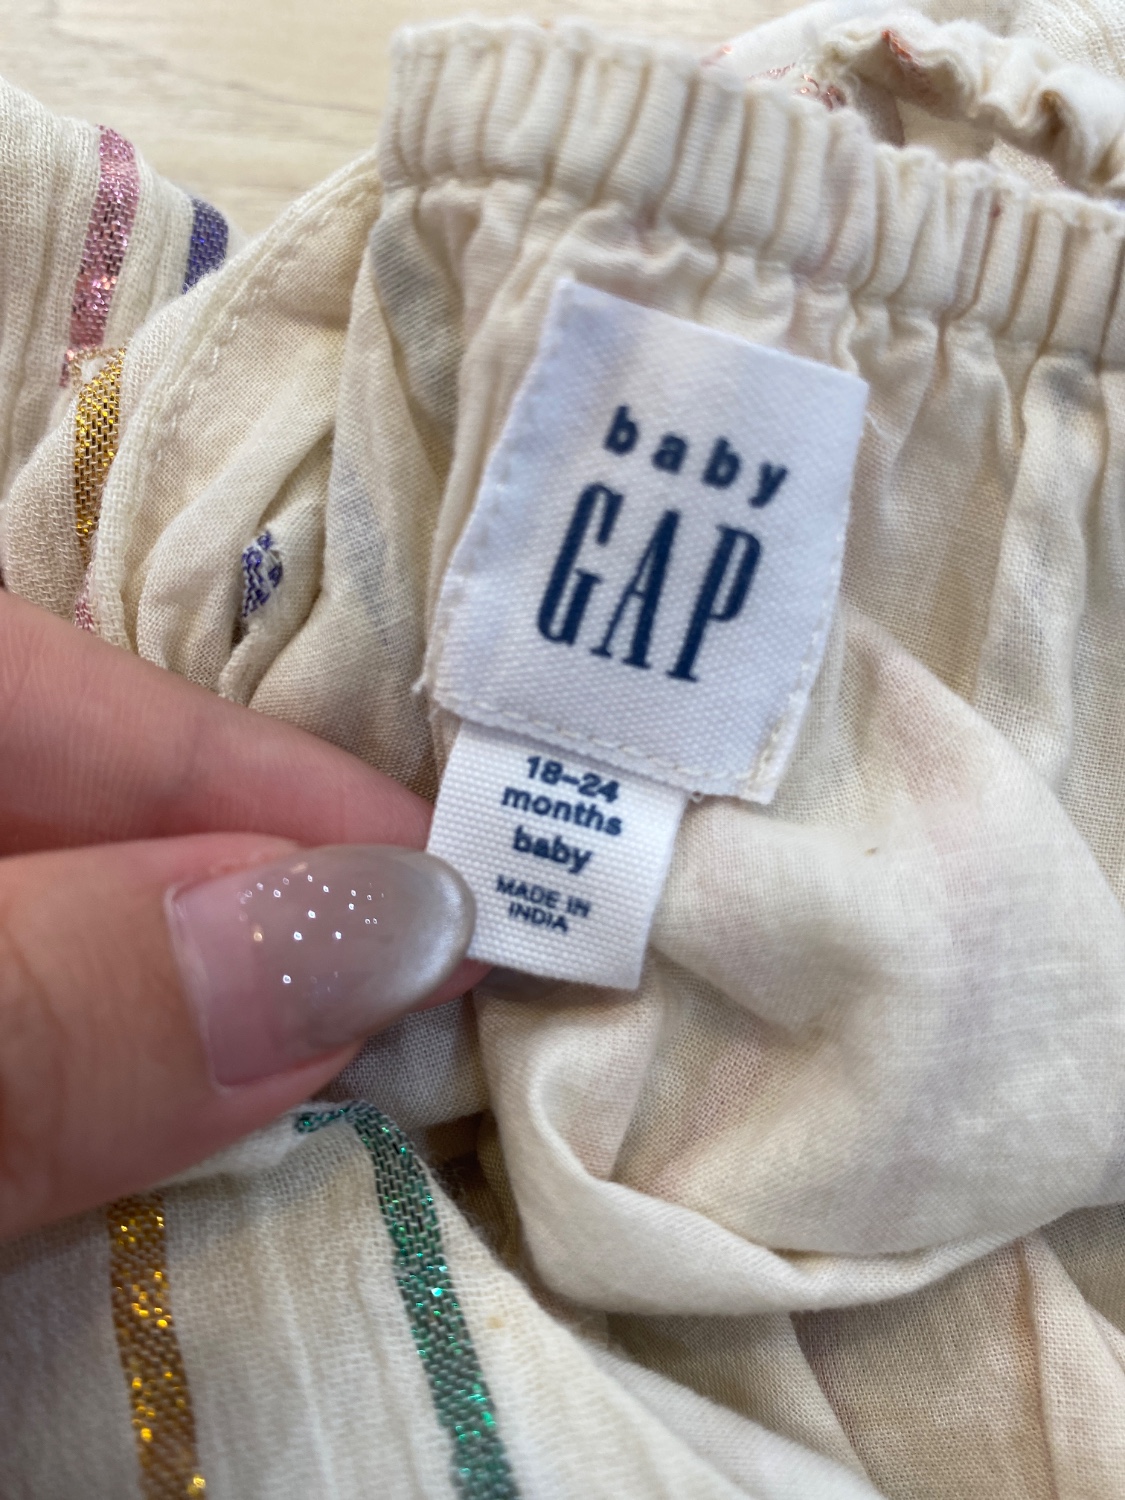 baby
GAP
18–24
months
baby
MADE IN
INDIA